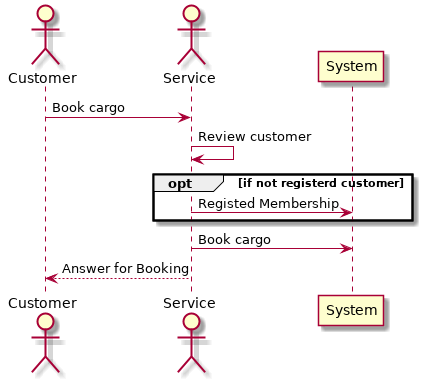 Customer
Service
System
Book cargo
Review customer
opt
[if not registerd customer]
Registed Membership
Book cargo
Answer for Booking
Customer
Service
System